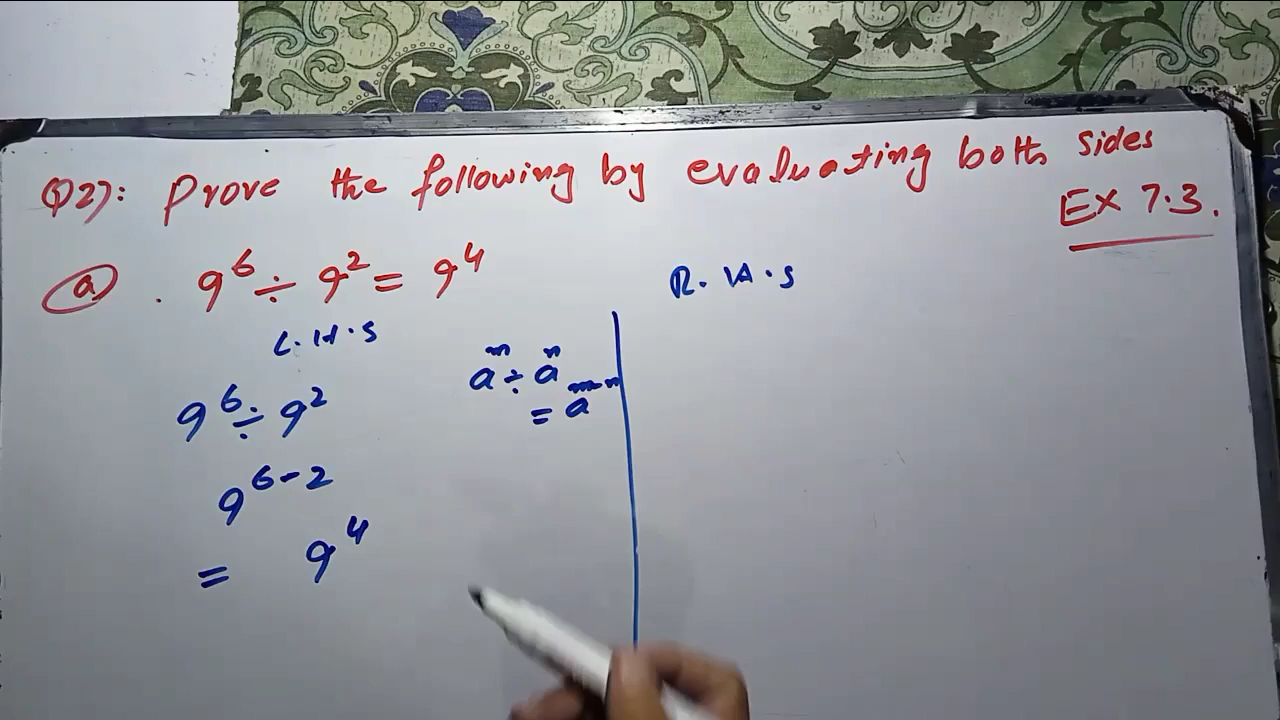 Q2): Prove the following by evaluating both sides
Ex 7.3.
(a) . 9⁶ ÷ 9² = 9⁴
L.H.S
9⁶ ÷ 9²
9⁶⁻²
= 9⁴
aᵐ ÷ aⁿ
= aᵐ⁻ⁿ
R.H.S